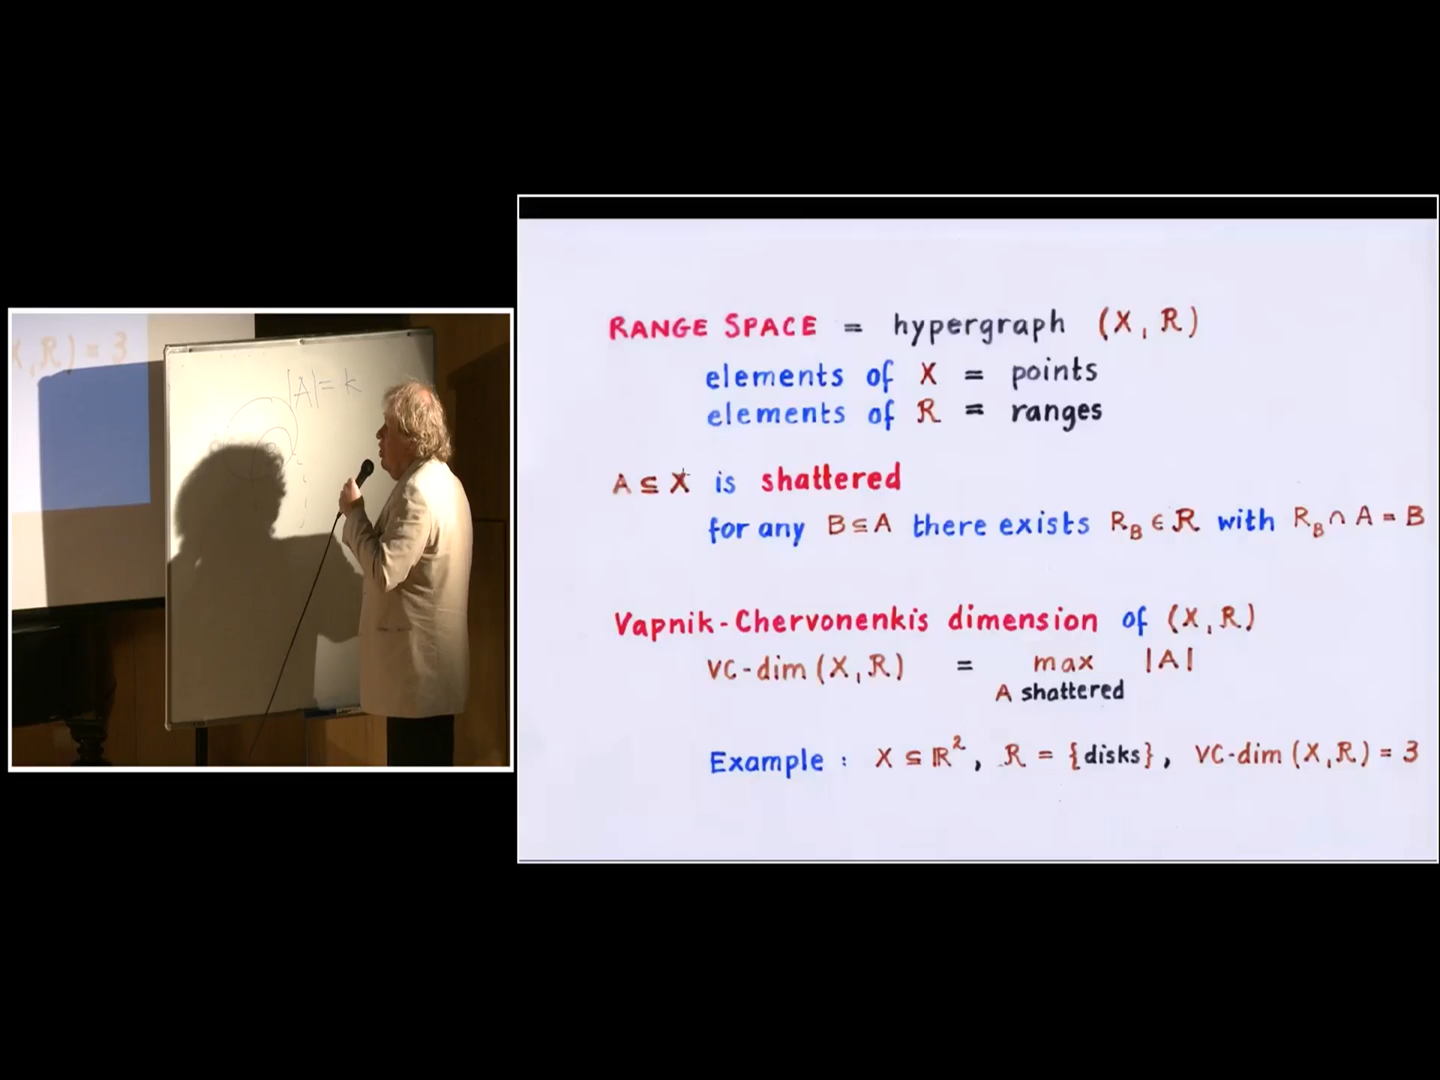 X, R) = 3
|A| = k
RANGE SPACE = hypergraph (X, R)
elements of X = points
elements of R = ranges
A ⊆ X is shattered
for any B ⊆ A there exists R_B ∈ R with R_B ∩ A = B
Vapnik-Chervonenkis dimension of (X, R)
VC-dim (X, R) = max |A|
A shattered
Example : X ⊆ ℝ², R = {disks}, VC-dim (X, R) = 3